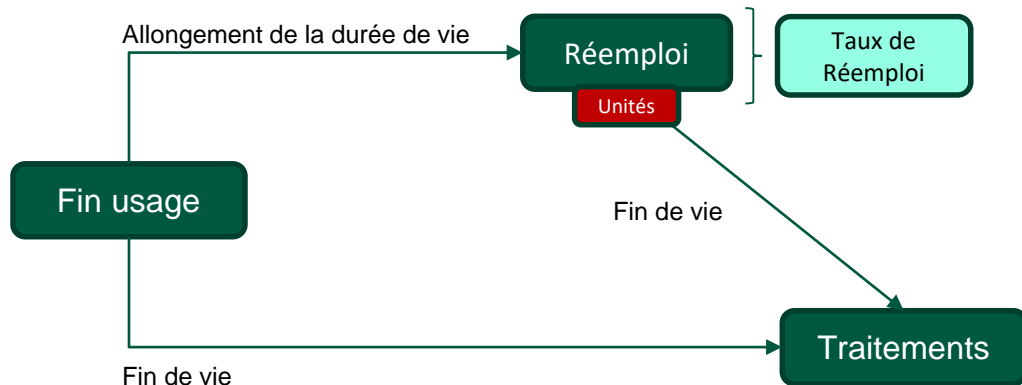 Allongement de la durée de vie
Réemploi
Unités
Taux de
Réemploi
Fin usage
Fin de vie
Traitements
Fin de vie